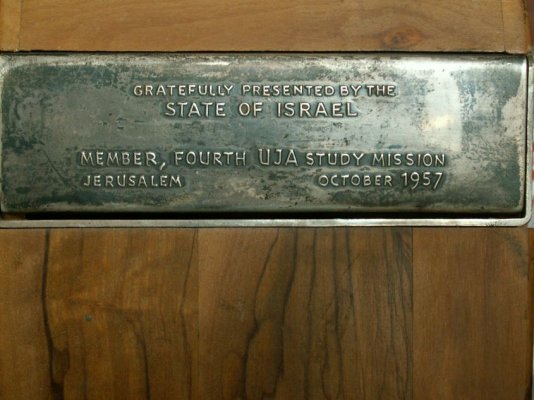 GRATEFULLY PRESENTED BY THE
STATE OF ISRAEL
MEMBER, FOURTH UJA STUDY MISSION
JERUSALEM OCTOBER 1957